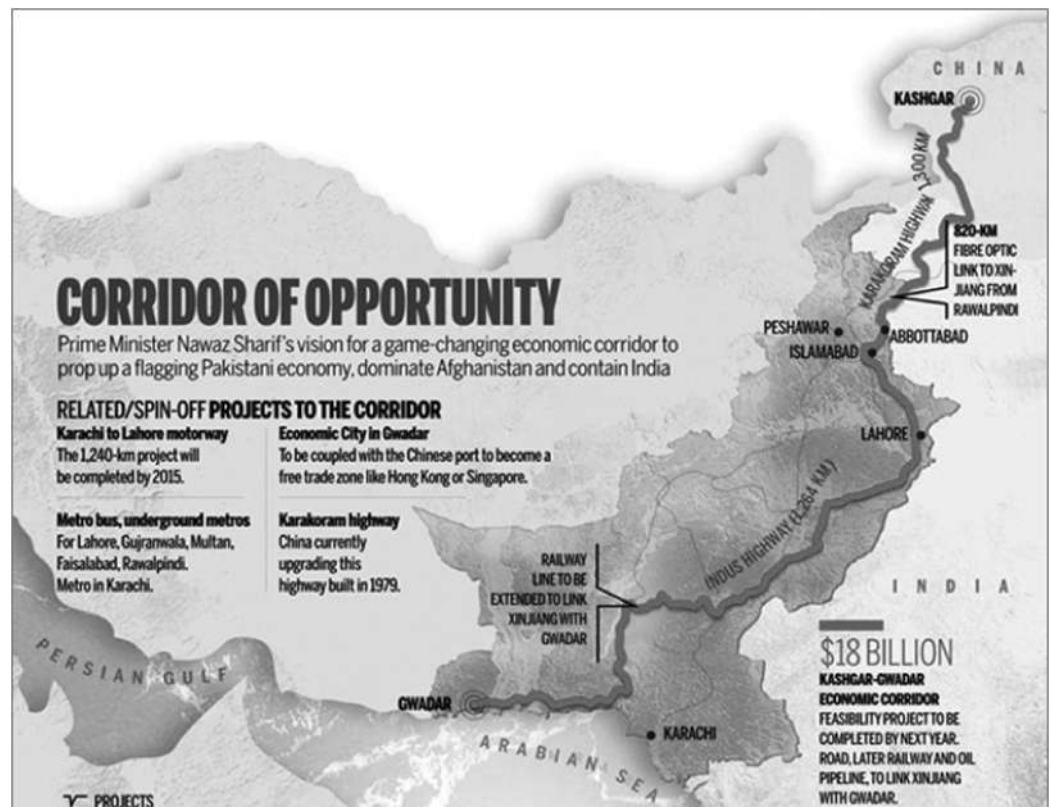 CHINA
KASHGAR
KARAKORAM HIGHWAY 1,300 KM
820-KM
FIBRE OPTIC
LINK TO XIN-
JIANG FROM
RAWALPINDI
CORRIDOR OF OPPORTUNITY
Prime Minister Nawaz Sharif's vision for a game-changing economic corridor to
prop up a flagging Pakistani economy, dominate Afghanistan and contain India
PESHAWAR
ABBOTTABAD
ISLAMABAD
LAHORE
RELATED/SPIN-OFF PROJECTS TO THE CORRIDOR
Karachi to Lahore motorway
The 1,240-km project will
be completed by 2015.
Economic City in Gwadar
To be coupled with the Chinese port to become a
free trade zone like Hong Kong or Singapore.
Metro bus, underground metros
For Lahore, Gujranwala, Multan,
Faisalabad, Rawalpindi.
Metro in Karachi.
Karakoram highway
China currently
upgrading this
highway built in 1979.
INDUS HIGHWAY (1,264 KM)
RAILWAY
LINE TO BE
EXTENDED TO LINK
XINJIANG WITH
GWADAR
INDIA
PERSIAN GULF
GWADAR
KARACHI
ARABIAN SEA
$18 BILLION
KASHGAR-GWADAR
ECONOMIC CORRIDOR
FEASIBILITY PROJECT TO BE
COMPLETED BY NEXT YEAR.
ROAD, LATER RAILWAY AND OIL
PIPELINE, TO LINK XINJIANG
WITH GWADAR.
PROJECTS